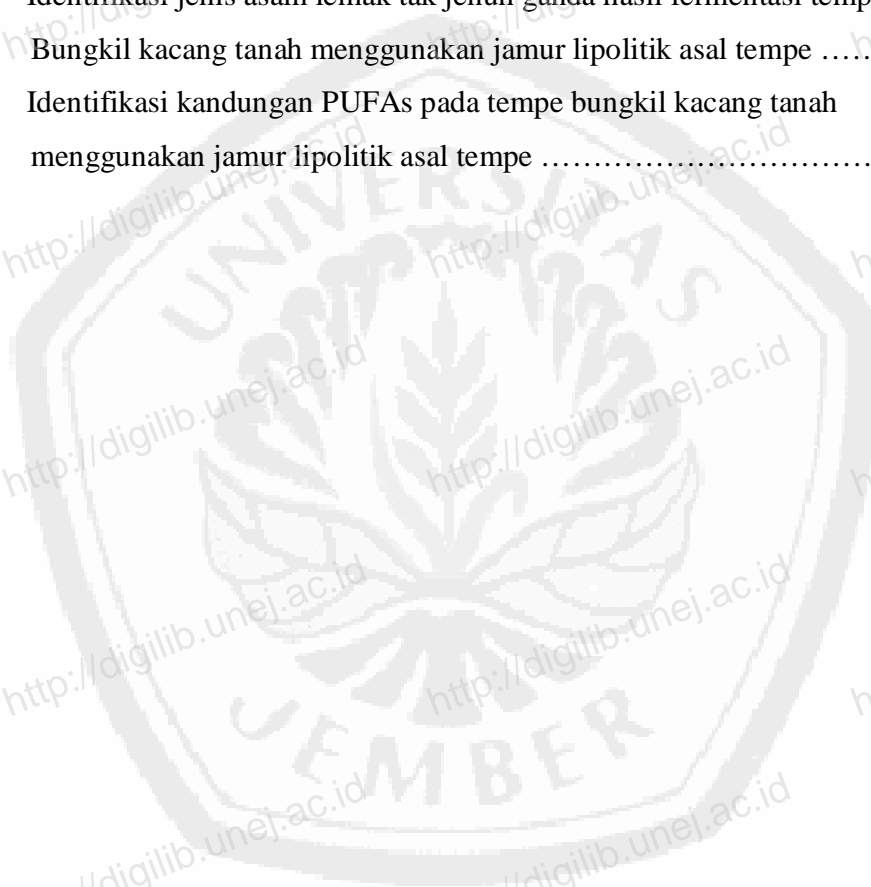 Identifikasi jenis asam lemak tak jenuh ganda hasil fermentasi temp
Bungkil kacang tanah menggunakan jamur lipolitik asal tempe …..
Identifikasi kandungan PUFAs pada tempe bungkil kacang tanah
menggunakan jamur lipolitik asal tempe ……………………………
http://digilib.unej.ac.id
http://digilib.unej.ac.id
http://digilib.unej.ac.id
http://digilib.unej.ac.id
http://digilib.unej.ac.id
http://digilib.unej.ac.id
http://digilib.unej.ac.id
http://digilib.unej.ac.id
UNIVERSITAS
JEMBER